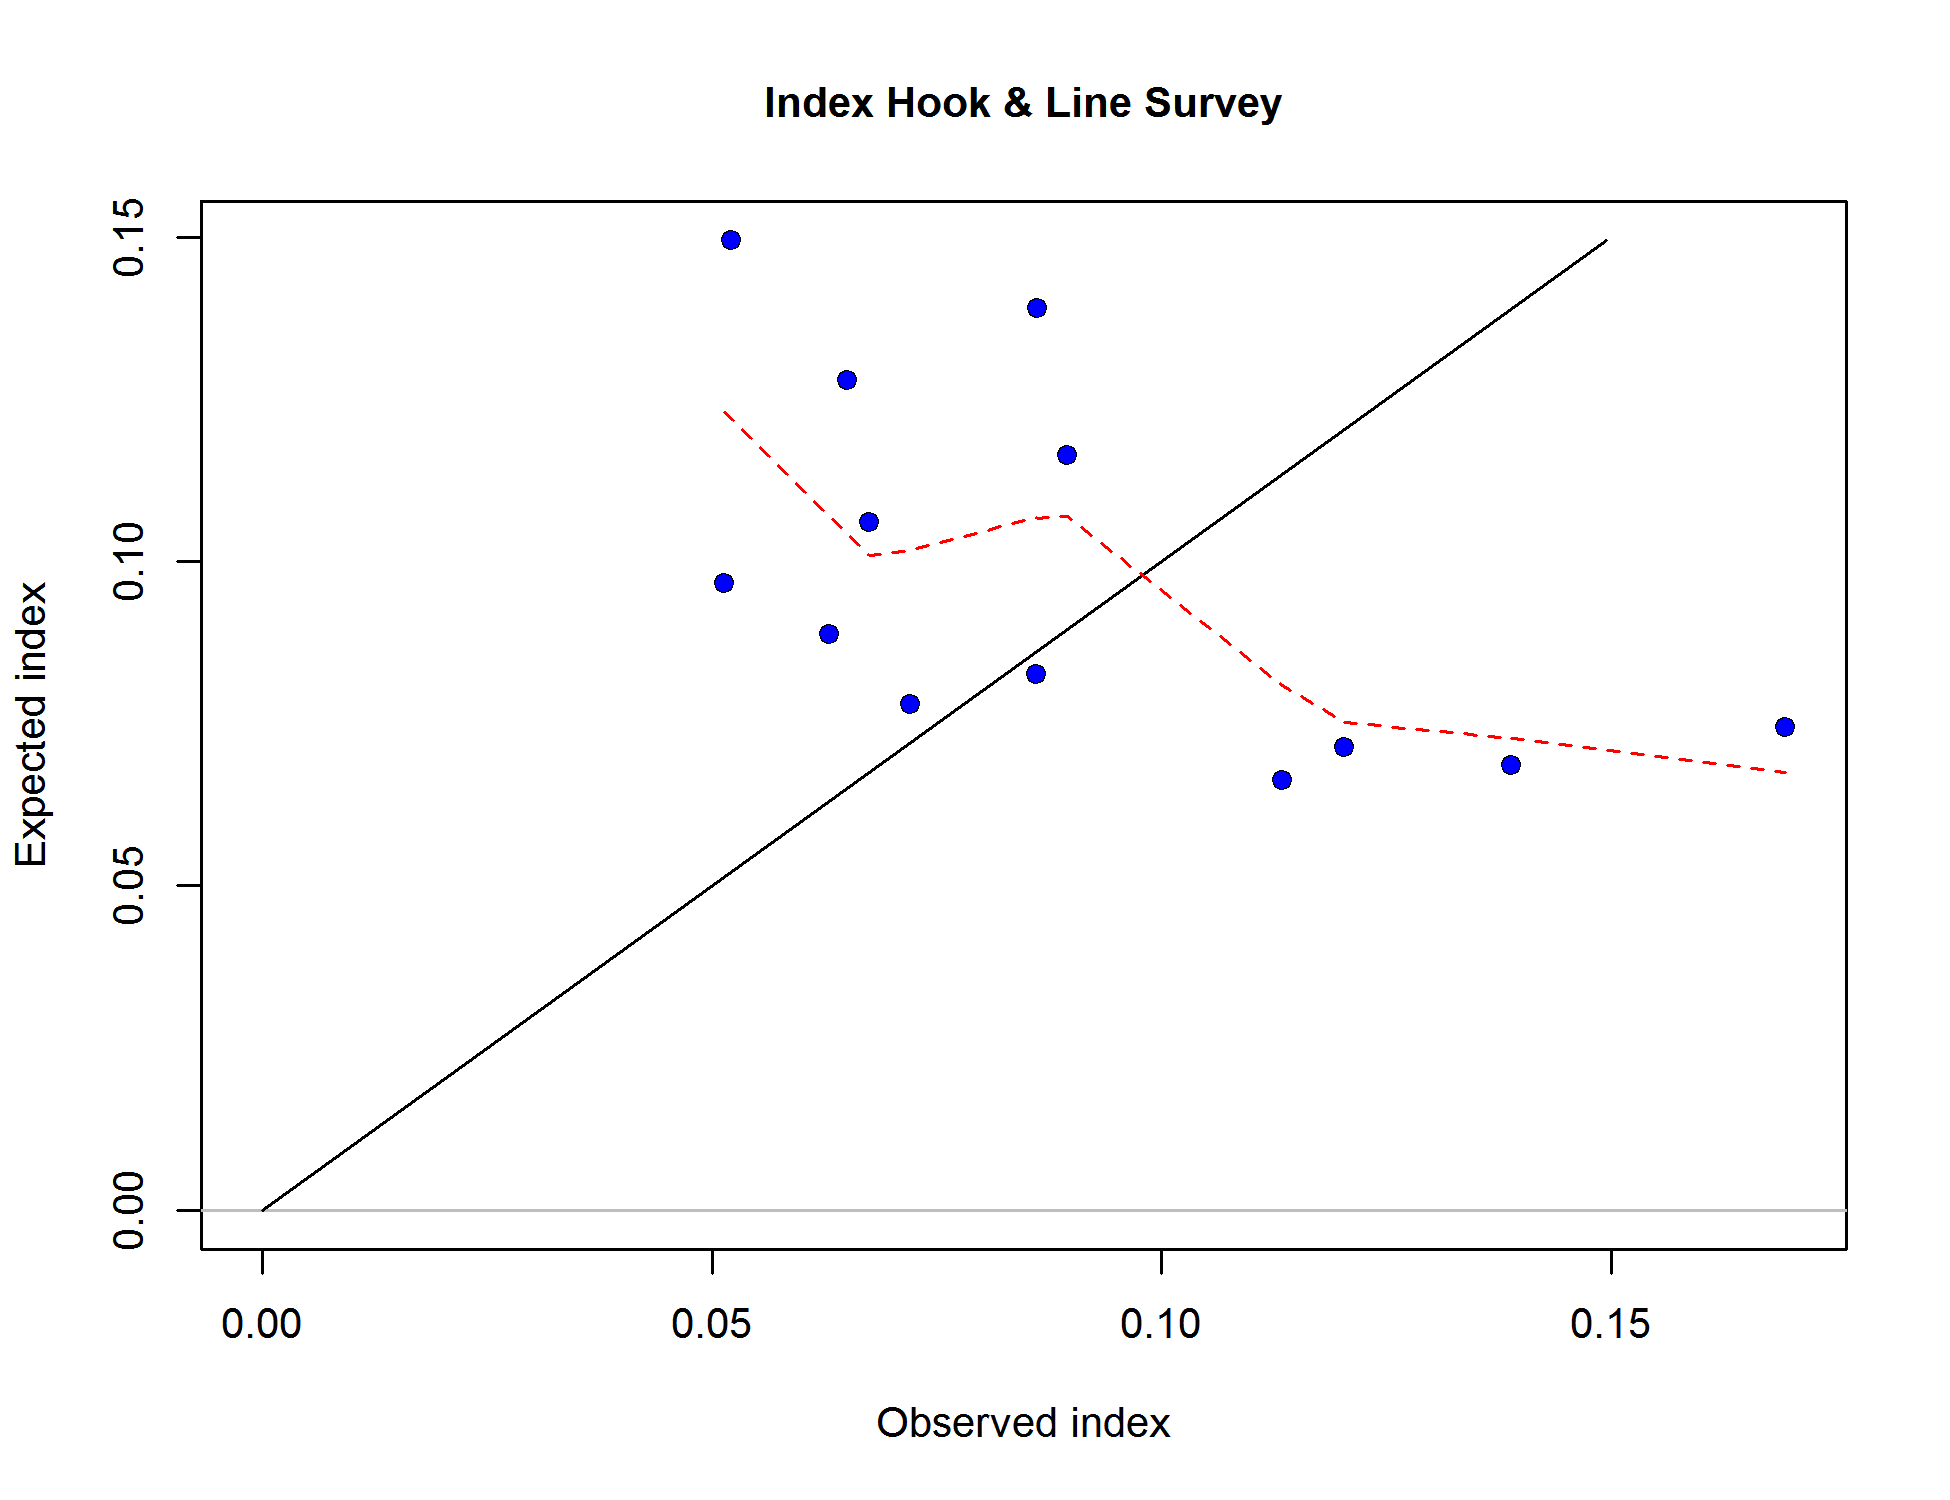 Index Hook & Line Survey
Expected index
0.15
0.10
0.05
0.00
0.00 0.05 0.10 0.15
Observed index